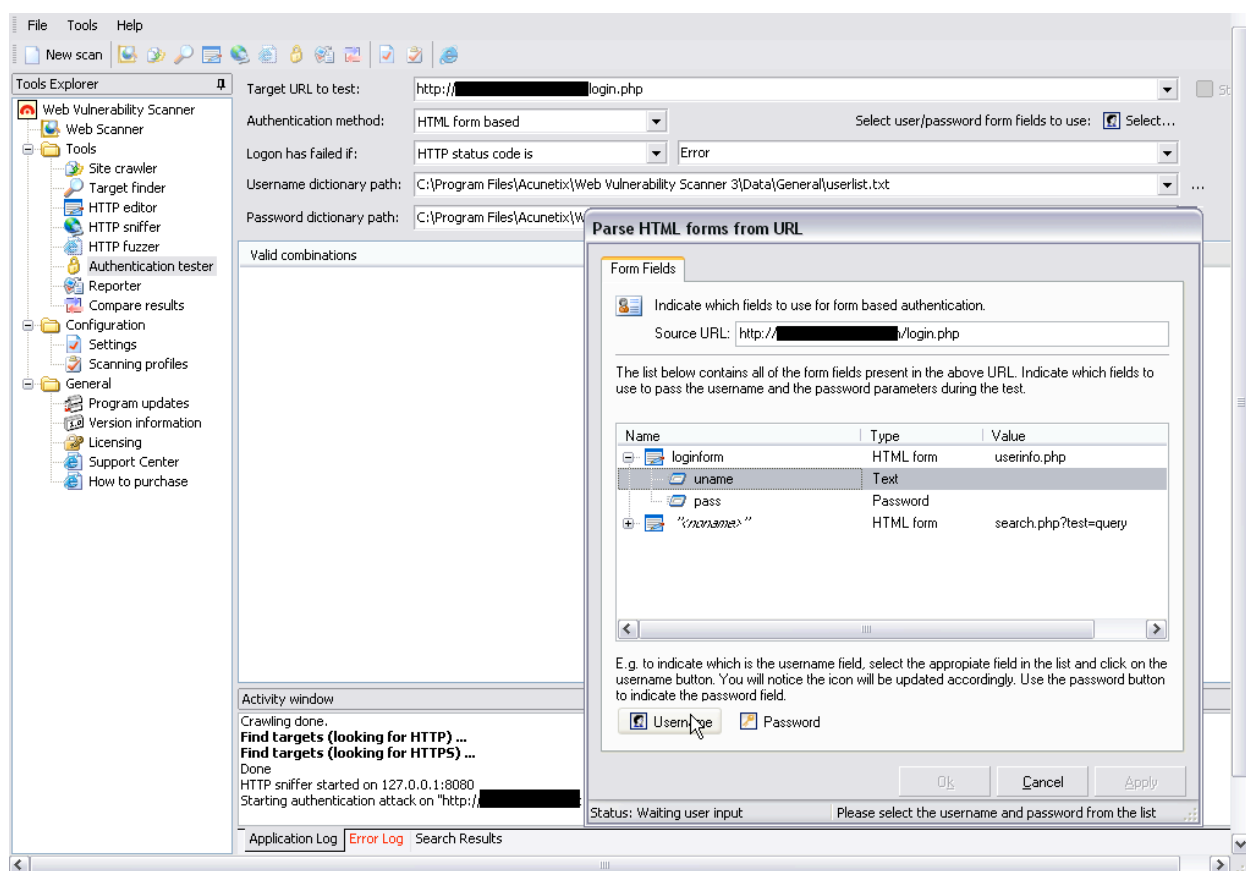 File Tools Help
New scan
Tools Explorer
Web Vulnerability Scanner
Web Scanner
Tools
Site crawler
Target finder
HTTP editor
HTTP sniffer
HTTP fuzzer
Authentication tester
Reporter
Compare results
Configuration
Settings
Scanning profiles
General
Program updates
Version information
Licensing
Support Center
How to purchase
Target URL to test: http:// login.php St
Authentication method: HTML form based Select user/password form fields to use: Select...
Logon has failed if: HTTP status code is Error
Username dictionary path: C:\Program Files\Acunetix\Web Vulnerability Scanner 3\Data\General\userlist.txt ...
Password dictionary path: C:\Program Files\Acunetix\W
Valid combinations
Parse HTML forms from URL
Form Fields
Indicate which fields to use for form based authentication.
Source URL: http:// /login.php
The list below contains all of the form fields present in the above URL. Indicate which fields to
use to pass the username and the password parameters during the test.
Name Type Value
loginform HTML form userinfo.php
uname Text
pass Password
"<noname>" HTML form search.php?test=query
E.g. to indicate which is the username field, select the appropiate field in the list and click on the
username button. You will notice the icon will be updated accordingly. Use the password button
to indicate the password field.
Username Password
Ok Cancel Apply
Status: Waiting user input Please select the username and password from the list
Activity window
Crawling done.
Find targets (looking for HTTP) ...
Find targets (looking for HTTPS) ...
Done
HTTP sniffer started on 127.0.0.1:8080
Starting authentication attack on "http://
Application Log Error Log Search Results